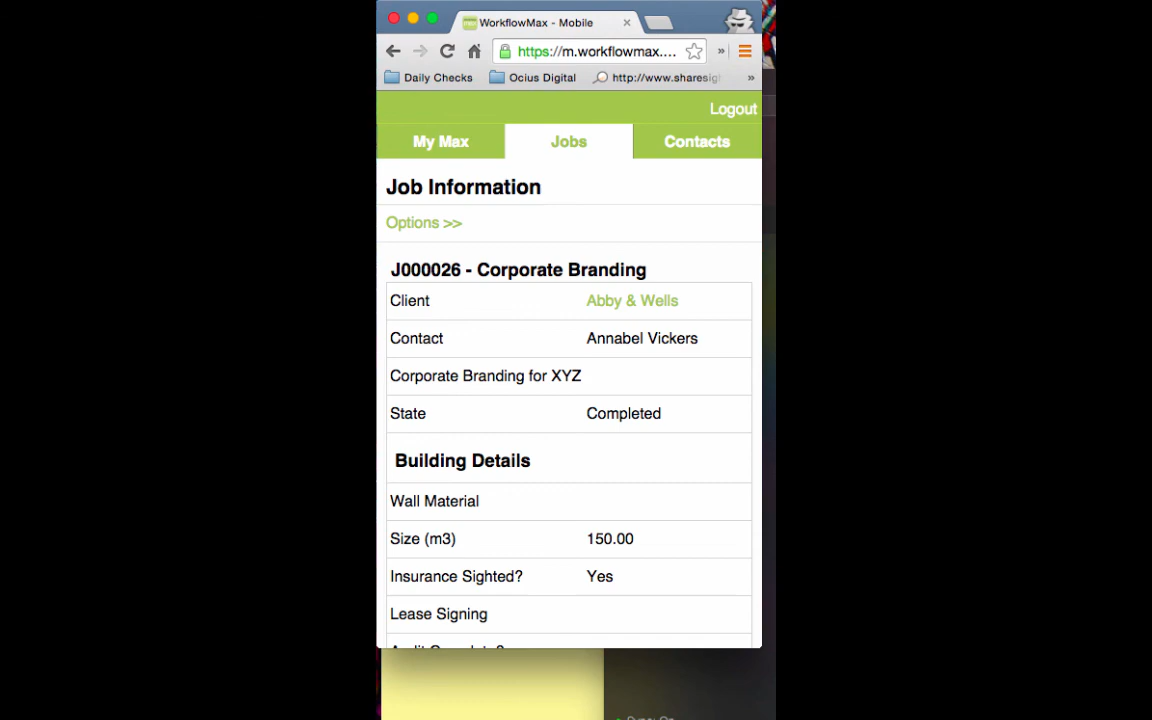 WorkflowMax - Mobile
https://m.workflowmax....
Daily Checks
Ocius Digital
http://www.sharesigh
Logout
My Max
Jobs
Contacts
Job Information
Options >>
J000026 - Corporate Branding
Client Abby & Wells
Contact Annabel Vickers
Corporate Branding for XYZ
State Completed
Building Details
Wall Material
Size (m3) 150.00
Insurance Sighted? Yes
Lease Signing